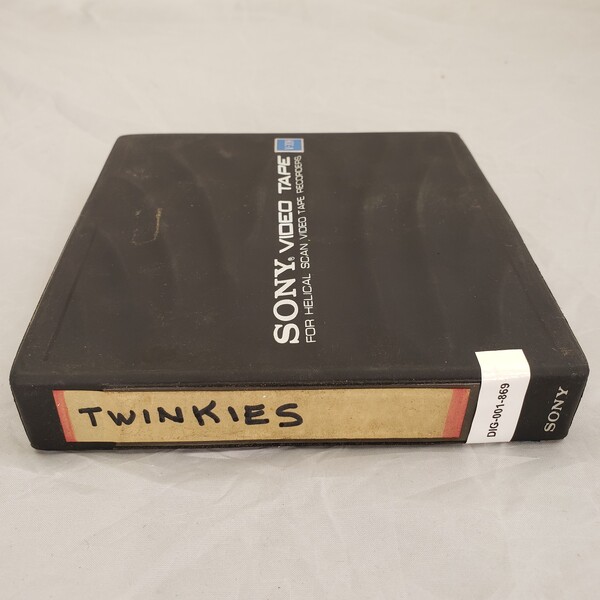 SONY® VIDEO TAPE
FOR HELICAL SCAN VIDEO TAPE RECORDERS
TWINKIES
DIG-001-869
SONY